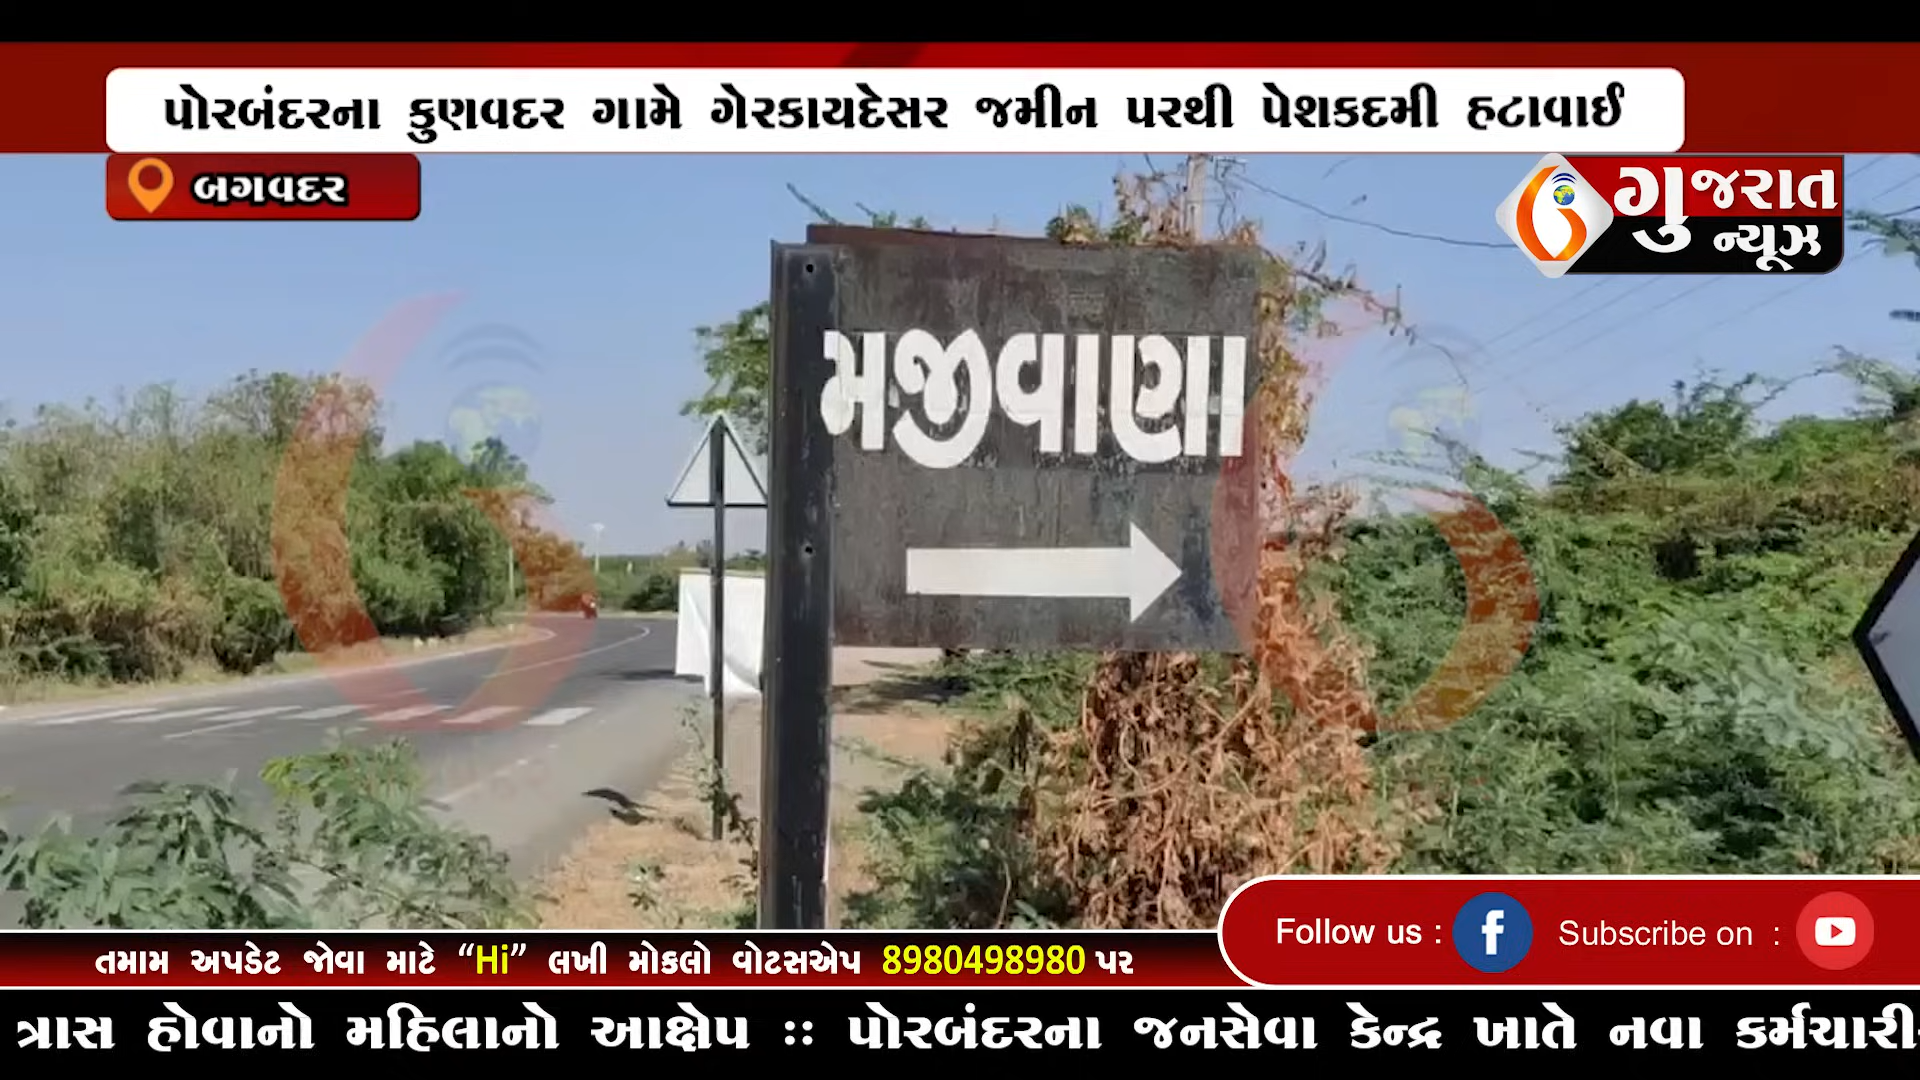 પોરબંદરના કુણવદર ગામે ગેરકાયદેસર જમીન પરથી પેશકદમી હટાવાઈ
બગવદર
ગુજરાત
ન્યૂઝ
મજીવાણા
Follow us :
Subscribe on :
તમામ અપડેટ જોવા માટે “Hi” લખી મોકલો વોટસએપ 8980498980 પર
ત્રાસ હોવાનો મહિલાનો આક્ષેપ :: પોરબંદરના જનસેવા કેન્દ્ર ખાતે નવા કર્મચારી